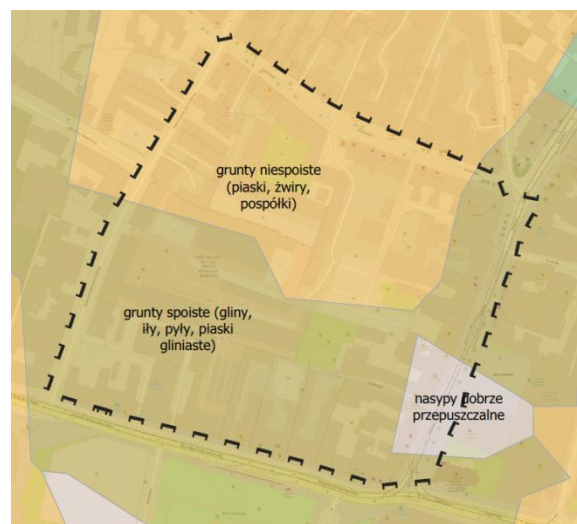 grunty niespoiste
(piaski, żwiry,
pospółki)
grunty spoiste (gliny,
iły, pyły, piaski
gliniaste)
nasypy dobrze
przepuszczalne